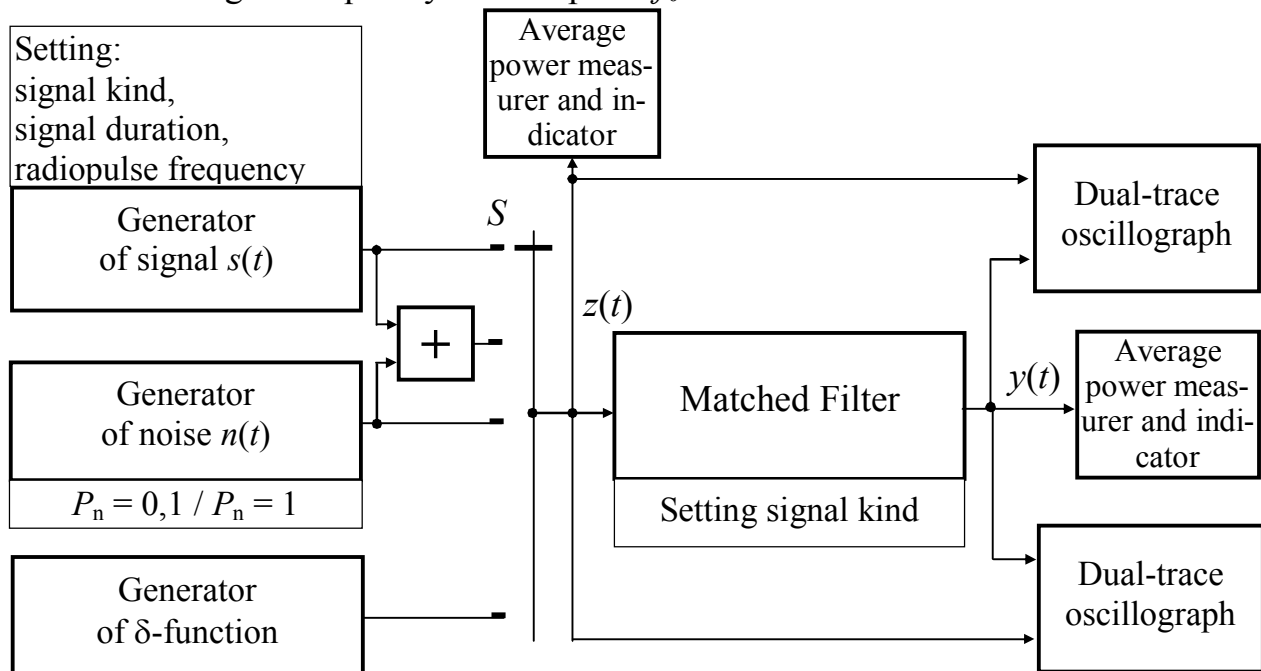 Setting:
signal kind,
signal duration,
radiopulse frequency
Average
power meas-
urer and in-
dicator
Generator
of signal s(t)
S
Dual-trace
oscillograph
z(t)
+
Generator
of noise n(t)
Pn = 0,1 / Pn = 1
Matched Filter
Setting signal kind
y(t)
Average
power meas-
urer and indi-
cator
Generator
of δ-function
Dual-trace
oscillograph